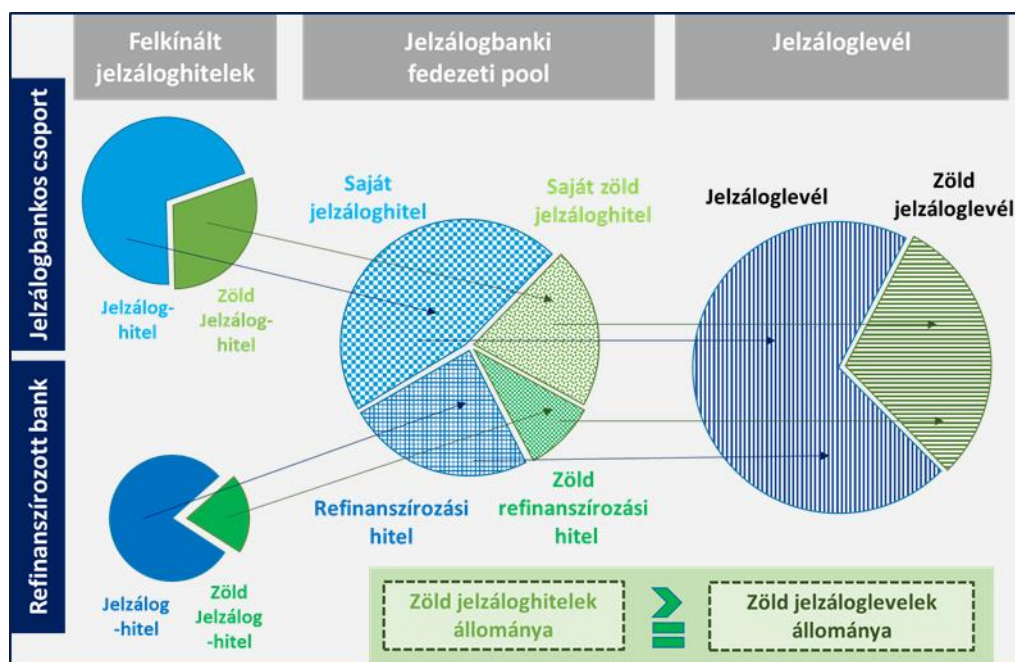 Felkínált
jelzáloghitelek
Jelzálogbanki
fedezeti pool
Jelzáloglevél
Jelzálogbankos csoport
Saját
jelzáloghitel
Saját zöld
jelzáloghitel
Jelzáloglevél
Zöld
jelzáloglevél
Jelzálog-
hitel
Zöld
Jelzálog-
hitel
Refinanszírozott bank
Refinanszírozási
hitel
Zöld
refinanszírozási
hitel
Jelzálog
-hitel
Zöld
Jelzálog
-hitel
Zöld jelzáloghitelek
állománya
Zöld jelzáloglevelek
állománya